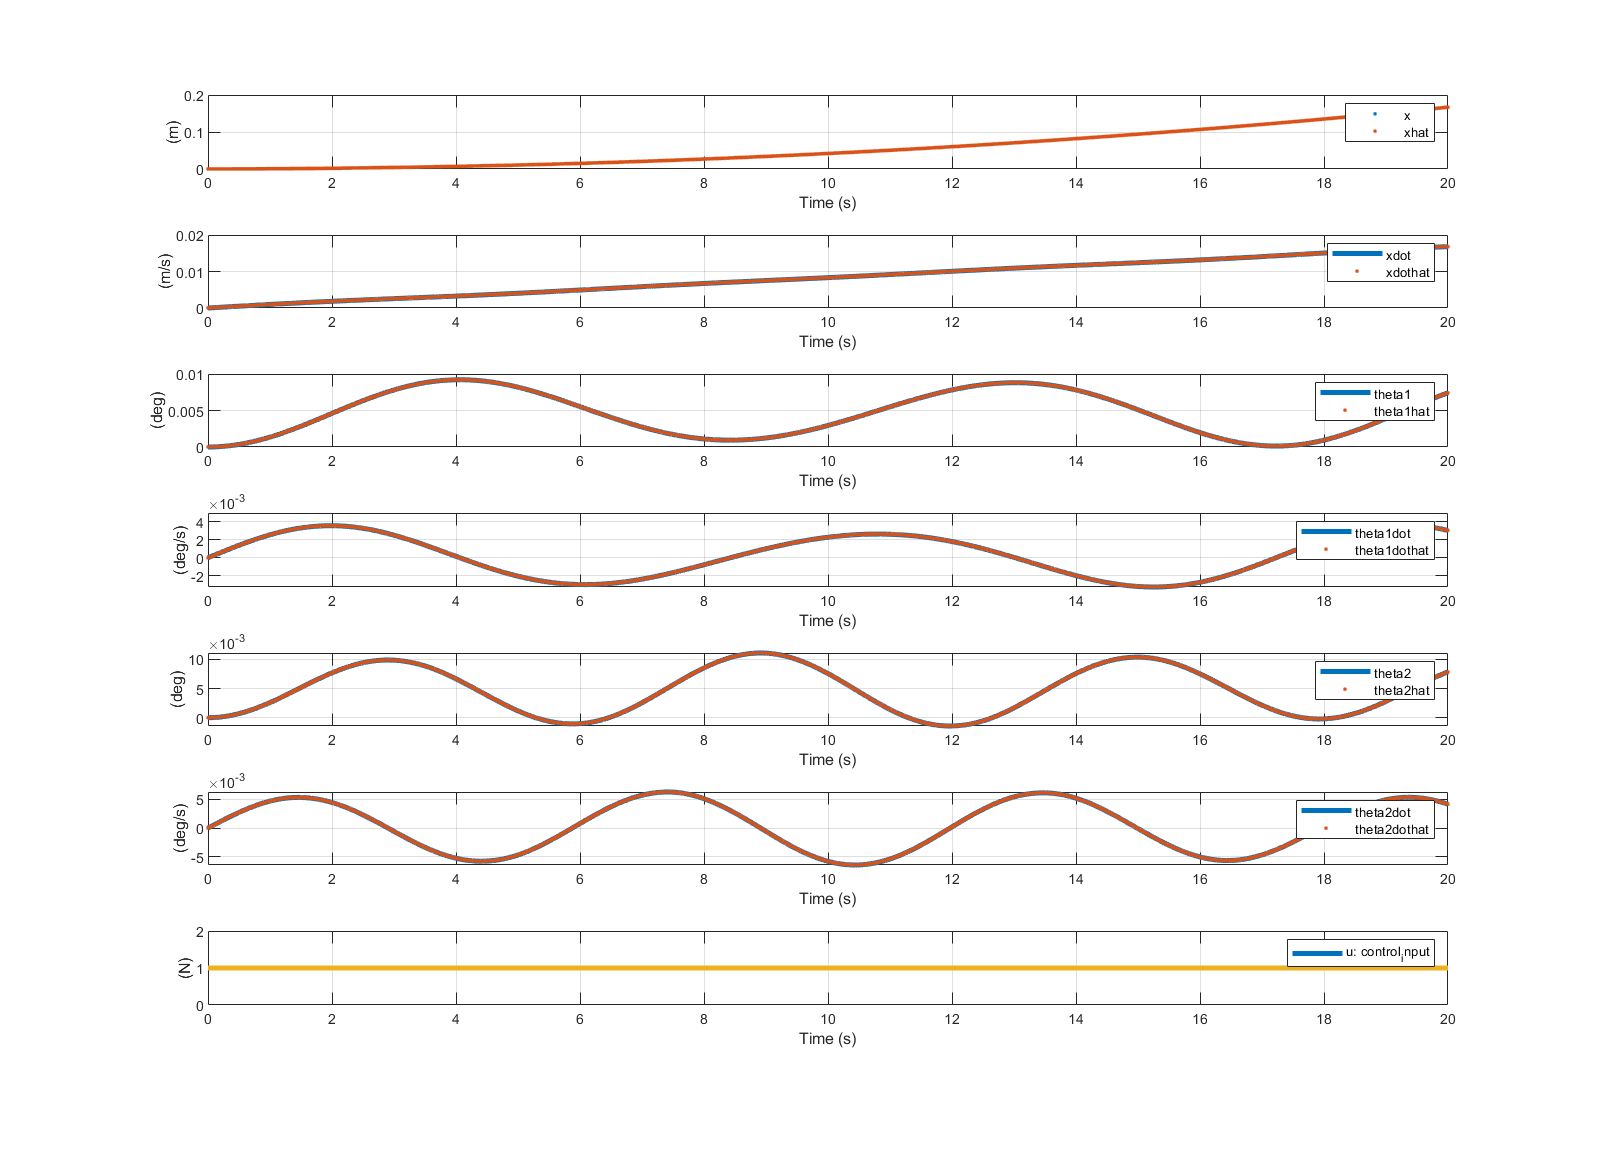 0.2
0.1
0
(m)
x
xhat
0 2 4 6 8 10 12 14 16 18 20
Time (s)
0.02
0.01
0
(m/s)
xdot
xdothat
0 2 4 6 8 10 12 14 16 18 20
Time (s)
0.01
0.005
0
(deg)
theta1
theta1hat
0 2 4 6 8 10 12 14 16 18 20
Time (s)
×10-3
4
2
0
-2
(deg/s)
theta1dot
theta1dothat
0 2 4 6 8 10 12 14 16 18 20
Time (s)
×10-3
10
5
0
(deg)
theta2
theta2hat
0 2 4 6 8 10 12 14 16 18 20
Time (s)
×10-3
5
0
-5
(deg/s)
theta2dot
theta2dothat
0 2 4 6 8 10 12 14 16 18 20
Time (s)
2
1
0
(N)
u: controlinput
0 2 4 6 8 10 12 14 16 18 20
Time (s)